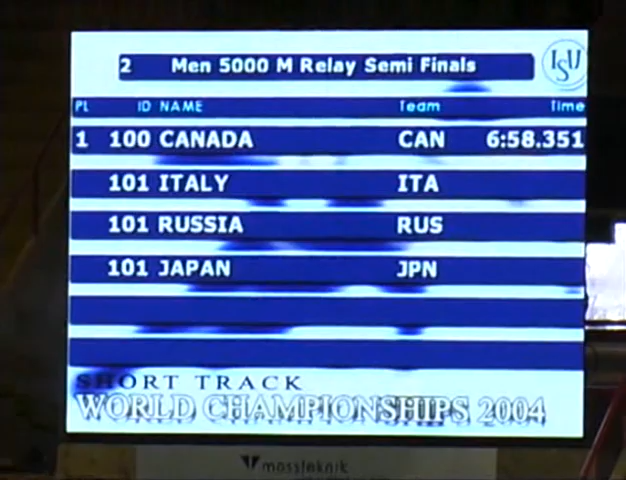 2 Men 5000 M Relay Semi Finals
ISU
PL ID NAME Team Time
1 100 CANADA CAN 6:58.351
101 ITALY ITA
101 RUSSIA RUS
101 JAPAN JPN
SHORT TRACK
WORLD CHAMPIONSHIPS 2004
massteknik